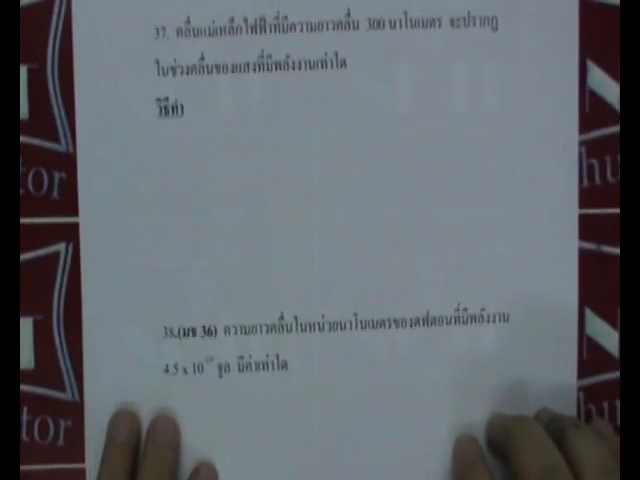 37. คลื่นแม่เหล็กไฟฟ้าที่มีความยาวคลื่น 300 นาโนเมตร จะปรากฏ
ในช่วงคลื่นของแสงที่มีพลังงานเท่าใด
วิธีทำ
38.(มช 36) ความยาวคลื่นในหน่วยนาโนเมตรของโฟตอนที่มีพลังงาน
4.5 x 10 จูล มีค่าเท่าใด
tor
hu
tor
hu